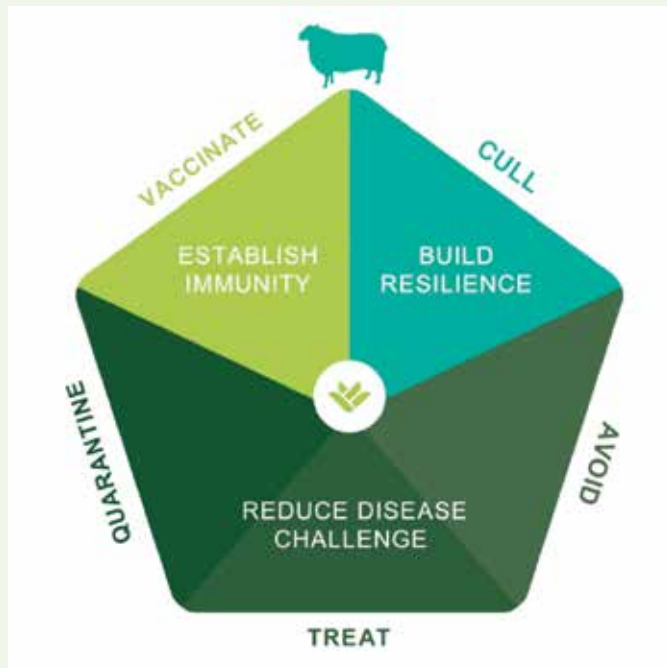 VACCINATE
CULL
ESTABLISH
IMMUNITY
BUILD
RESILIENCE
QUARANTINE
AVOID
REDUCE DISEASE
CHALLENGE
TREAT